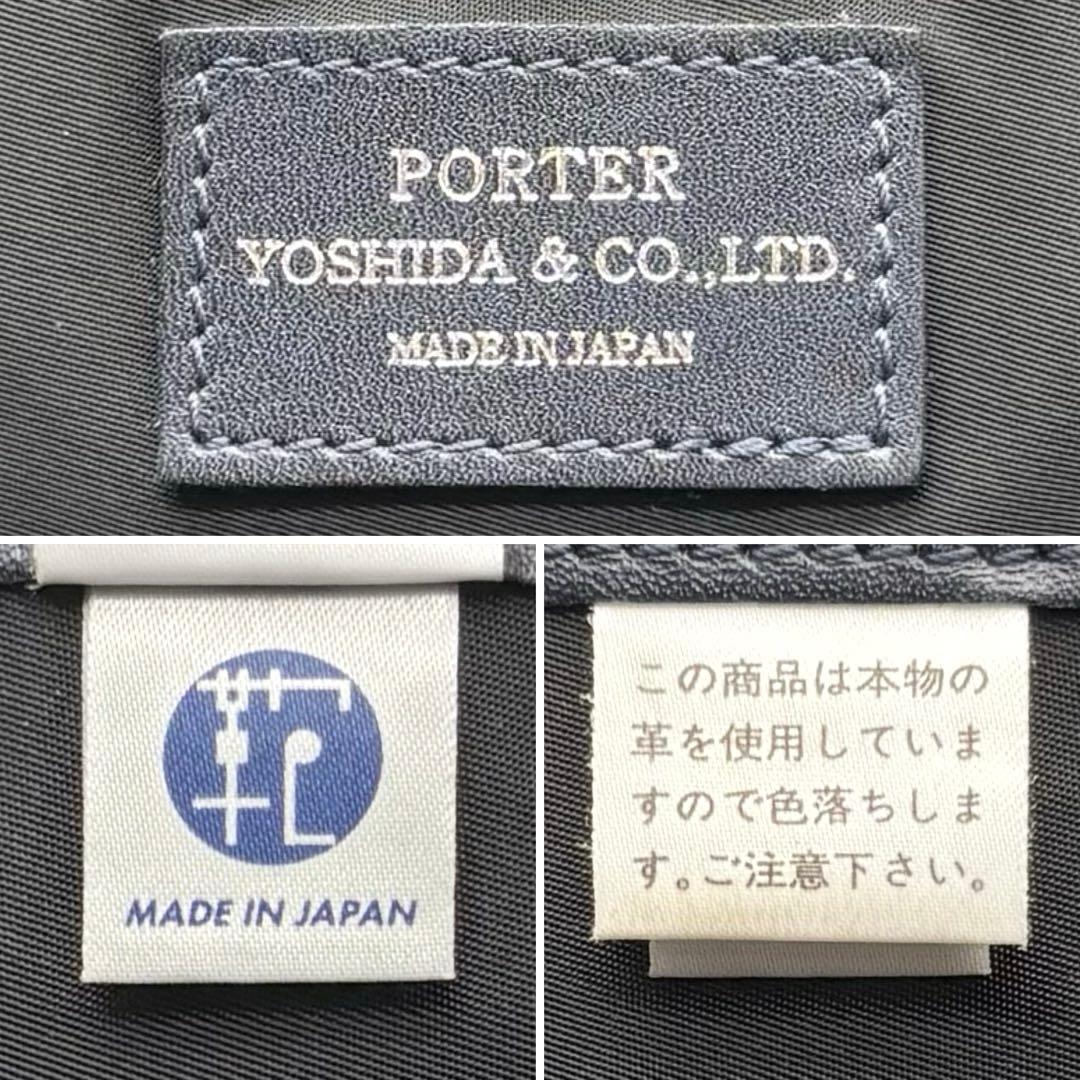 PORTER
YOSHIDA & CO.,LTD.
MADE IN JAPAN
MADE IN JAPAN
この商品は本物の
革を使用していま
すので色落ちしま
す。ご注意下さい。